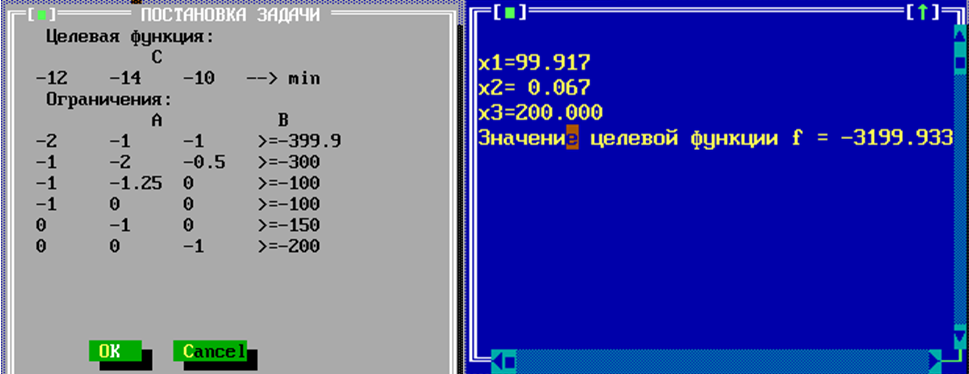 ПОСТАНОВКА ЗАДАЧИ
Целевая функция:
C
-12 -14 -10 --> min
Ограничения:
A B
-2 -1 -1 >=-399.9
-1 -2 -0.5 >=-300
-1 -1.25 0 >=-100
-1 0 0 >=-100
0 -1 0 >=-150
0 0 -1 >=-200
OK Cancel
x1=99.917
x2= 0.067
x3=200.000
Значение целевой функции f = -3199.933